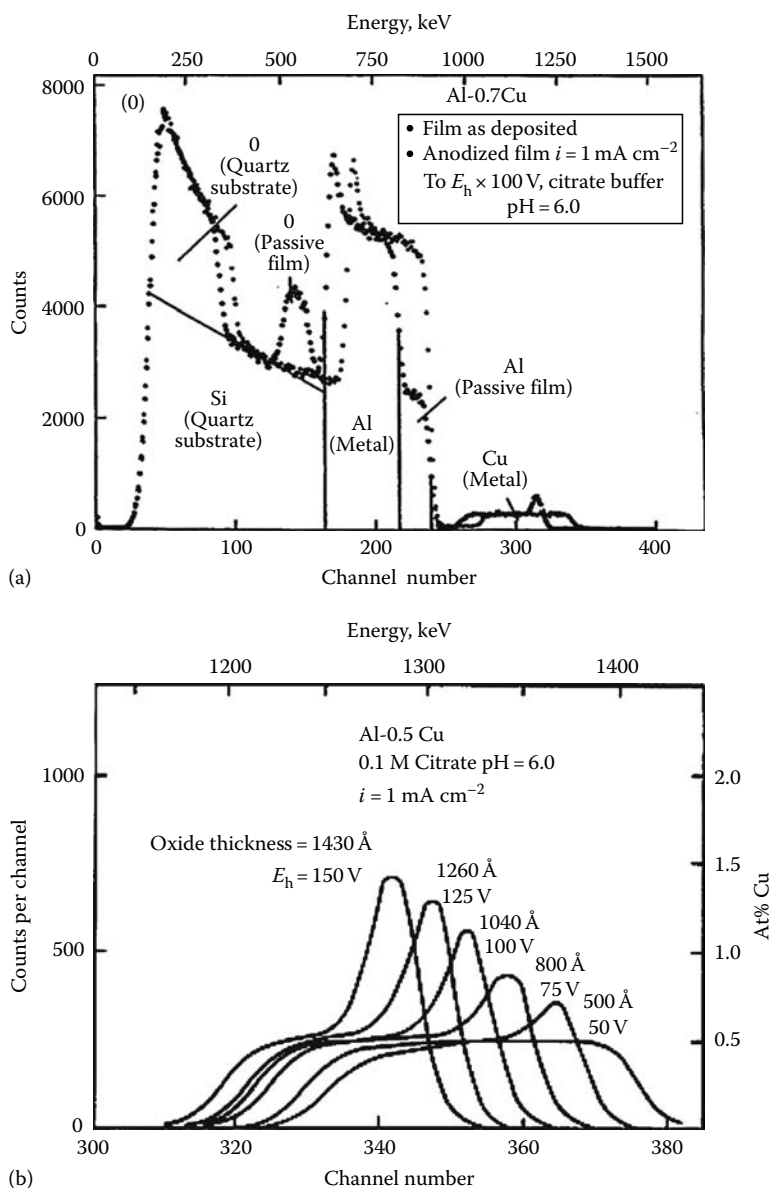 Energy, keV
0 250 500 750 1000 1250 1500
8000
6000
4000
2000
0
Counts
(0)
Al-0.7Cu
• Film as deposited
• Anodized film i = 1 mA cm⁻²
To Eh × 100 V, citrate buffer
pH = 6.0
0
(Quartz
substrate)
0
(Passive
film)
Si
(Quartz
substrate)
Al
(Metal)
Al
(Passive film)
Cu
(Metal)
0 100 200 300 400
(a)
Channel number
Energy, keV
1200 1300 1400
Al-0.5 Cu
0.1 M Citrate pH = 6.0
i = 1 mA cm⁻²
1000
500
0
Counts per channel
2.0
1.5
1.0
0.5
At% Cu
Oxide thickness = 1430 Å
Eh = 150 V
1260 Å
125 V
1040 Å
100 V
800 Å
75 V
500 Å
50 V
300 320 340 360 380
(b)
Channel number